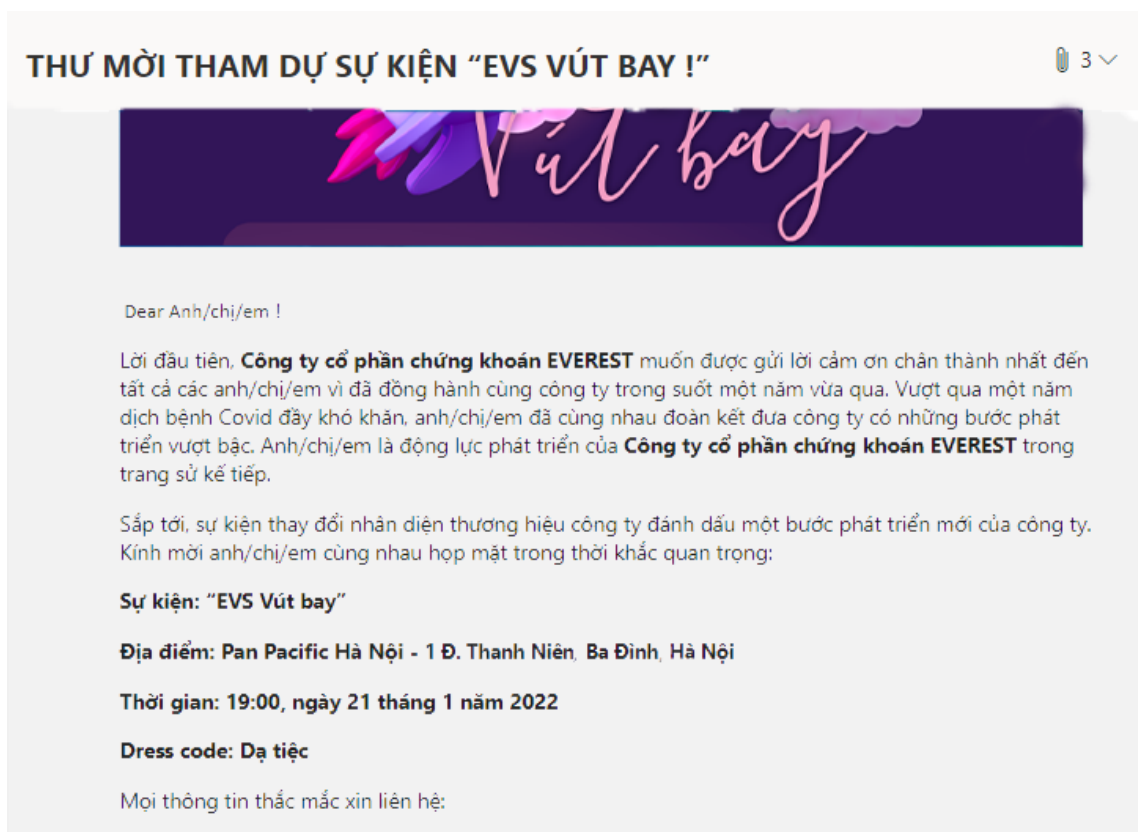 THƯ MỜI THAM DỰ SỰ KIỆN “EVS VÚT BAY !”
3
Vút bay
Dear Anh/chị/em !
Lời đầu tiên, Công ty cổ phần chứng khoán EVEREST muốn được gửi lời cảm ơn chân thành nhất đến
tất cả các anh/chị/em vì đã đồng hành cùng công ty trong suốt một năm vừa qua. Vượt qua một năm
dịch bệnh Covid đầy khó khăn, anh/chị/em đã cùng nhau đoàn kết đưa công ty có những bước phát
triển vượt bậc. Anh/chị/em là động lực phát triển của Công ty cổ phần chứng khoán EVEREST trong
trang sử kế tiếp.
Sắp tới, sự kiện thay đổi nhân diện thương hiệu công ty đánh dấu một bước phát triển mới của công ty.
Kính mời anh/chị/em cùng nhau họp mặt trong thời khắc quan trọng:
Sự kiện: “EVS Vút bay”
Địa điểm: Pan Pacific Hà Nội - 1 Đ. Thanh Niên, Ba Đình, Hà Nội
Thời gian: 19:00, ngày 21 tháng 1 năm 2022
Dress code: Dạ tiệc
Mọi thông tin thắc mắc xin liên hệ: